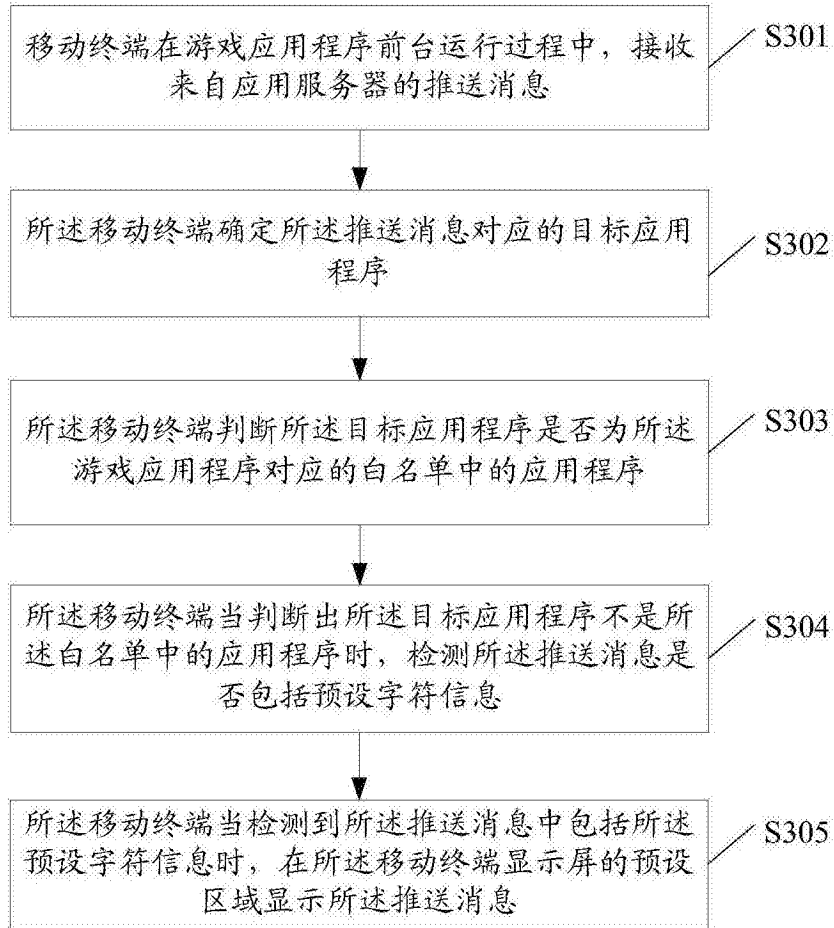 移动终端在游戏应用程序前台运行过程中，接收
来自应用服务器的推送消息
S301
所述移动终端确定所述推送消息对应的目标应用
程序
S302
所述移动终端判断所述目标应用程序是否为所述
游戏应用程序对应的白名单中的应用程序
S303
所述移动终端当判断出所述目标应用程序不是所
述白名单中的应用程序时，检测所述推送消息是
否包括预设字符信息
S304
所述移动终端当检测到所述推送消息中包括所述
预设字符信息时，在所述移动终端显示屏的预设
区域显示所述推送消息
S305